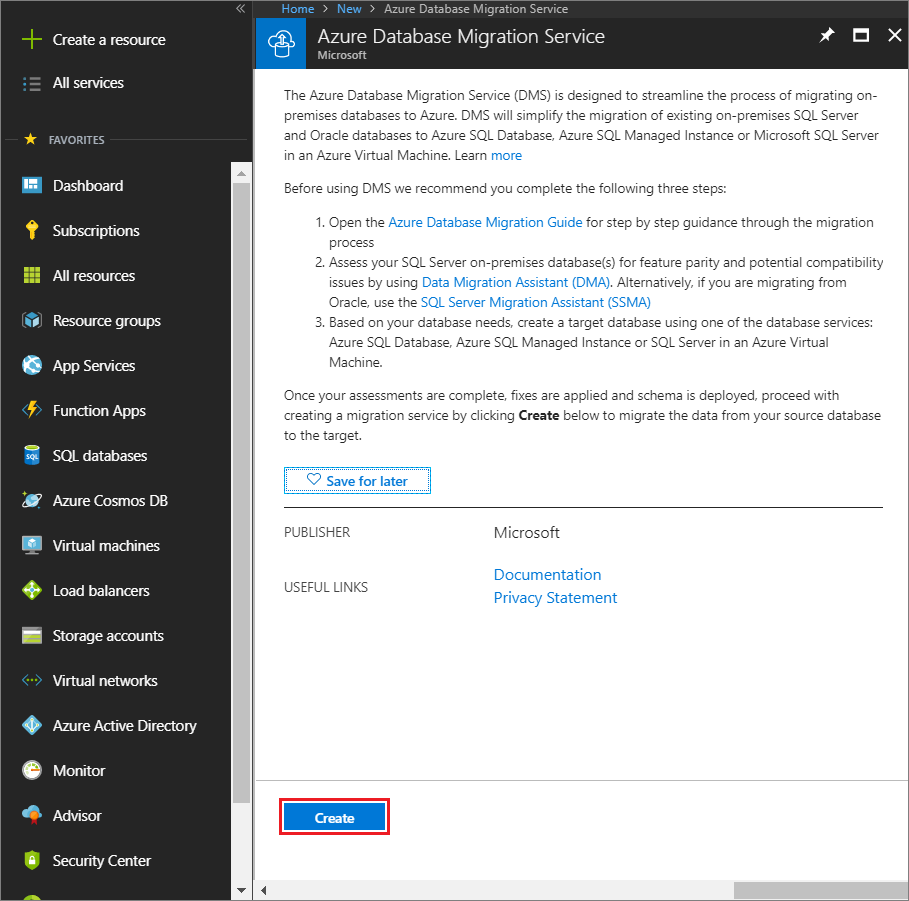 Create a resource
All services
FAVORITES
Dashboard
Subscriptions
All resources
Resource groups
App Services
Function Apps
SQL databases
Azure Cosmos DB
Virtual machines
Load balancers
Storage accounts
Virtual networks
Azure Active Directory
Monitor
Advisor
Security Center
Home > New > Azure Database Migration Service
Azure Database Migration Service
Microsoft
The Azure Database Migration Service (DMS) is designed to streamline the process of migrating on-
premises databases to Azure. DMS will simplify the migration of existing on-premises SQL Server
and Oracle databases to Azure SQL Database, Azure SQL Managed Instance or Microsoft SQL Server
in an Azure Virtual Machine. Learn more
Before using DMS we recommend you complete the following three steps:
1. Open the Azure Database Migration Guide for step by step guidance through the migration
process
2. Assess your SQL Server on-premises database(s) for feature parity and potential compatibility
issues by using Data Migration Assistant (DMA). Alternatively, if you are migrating from
Oracle, use the SQL Server Migration Assistant (SSMA)
3. Based on your database needs, create a target database using one of the database services:
Azure SQL Database, Azure SQL Managed Instance or SQL Server in an Azure Virtual
Machine.
Once your assessments are complete, fixes are applied and schema is deployed, proceed with
creating a migration service by clicking Create below to migrate the data from your source database
to the target.
Save for later
PUBLISHER Microsoft
USEFUL LINKS Documentation
Privacy Statement
Create